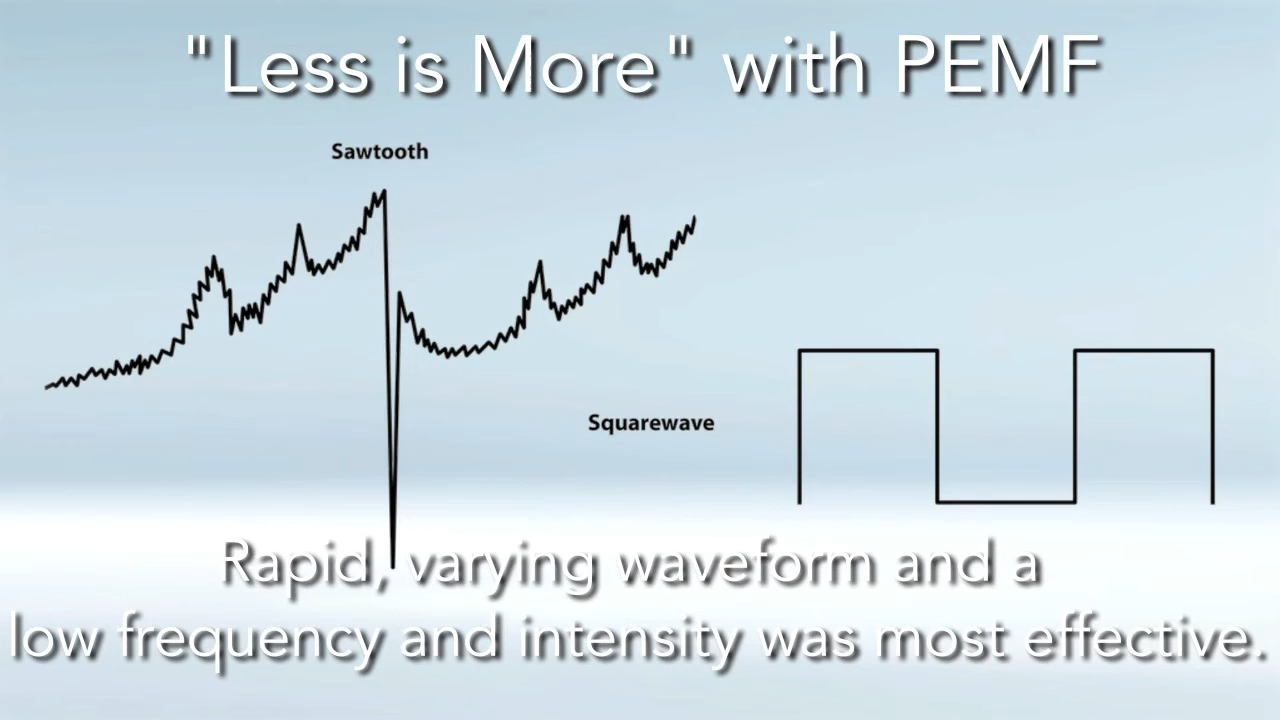 "Less is More" with PEMF
Sawtooth
Squarewave
Rapid, varying waveform and a
low frequency and intensity was most effective.